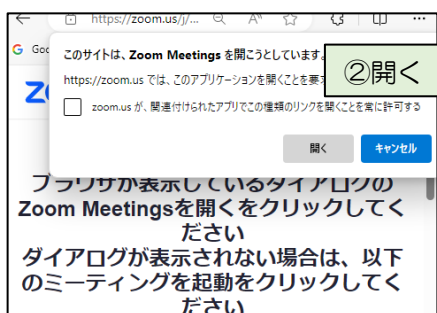 https://zoom.us/j/...
G
このサイトは、Zoom Meetings を開こうとしています。
https://zoom.us では、このアプリケーションを開くことを要
②開く
zoom.us が、関連付けられたアプリでこの種類のリンクを開くことを常に許可する
開く
キャンセル
ブラウザが表示しているダイアログの
Zoom Meetingsを開くをクリックしてく
ださい
ダイアログが表示されない場合は、以下
のミーティングを起動をクリックしてく
ださい